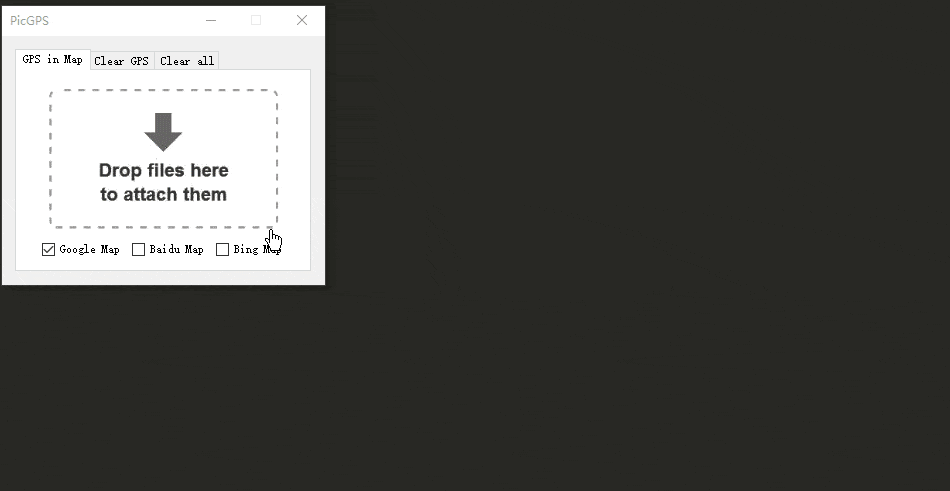 PicGPS
GPS in Map Clear GPS Clear all
Drop files here
to attach them
Google Map Baidu Map Bing Map